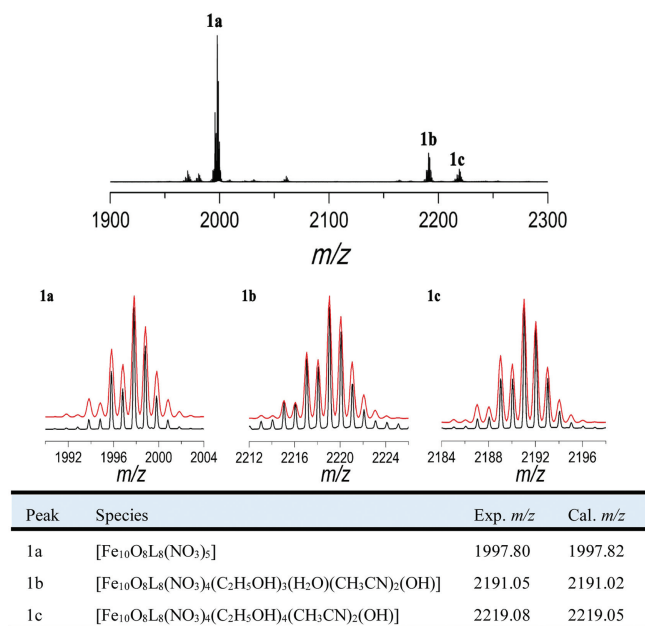 1a
1b
1c
1900 2000 2100 2200 2300
m/z
1a 1b 1c
1992 1996 2000 2004 2212 2216 2220 2224 2184 2188 2192 2196
m/z m/z m/z
Peak Species Exp. m/z Cal. m/z
1a [Fe₁₀O₈L₈(NO₃)₅] 1997.80 1997.82
1b [Fe₁₀O₈L₈(NO₃)₄(C₂H₅OH)₃(H₂O)(CH₃CN)₂(OH)] 2191.05 2191.02
1c [Fe₁₀O₈L₈(NO₃)₄(C₂H₅OH)₄(CH₃CN)₂(OH)] 2219.08 2219.05